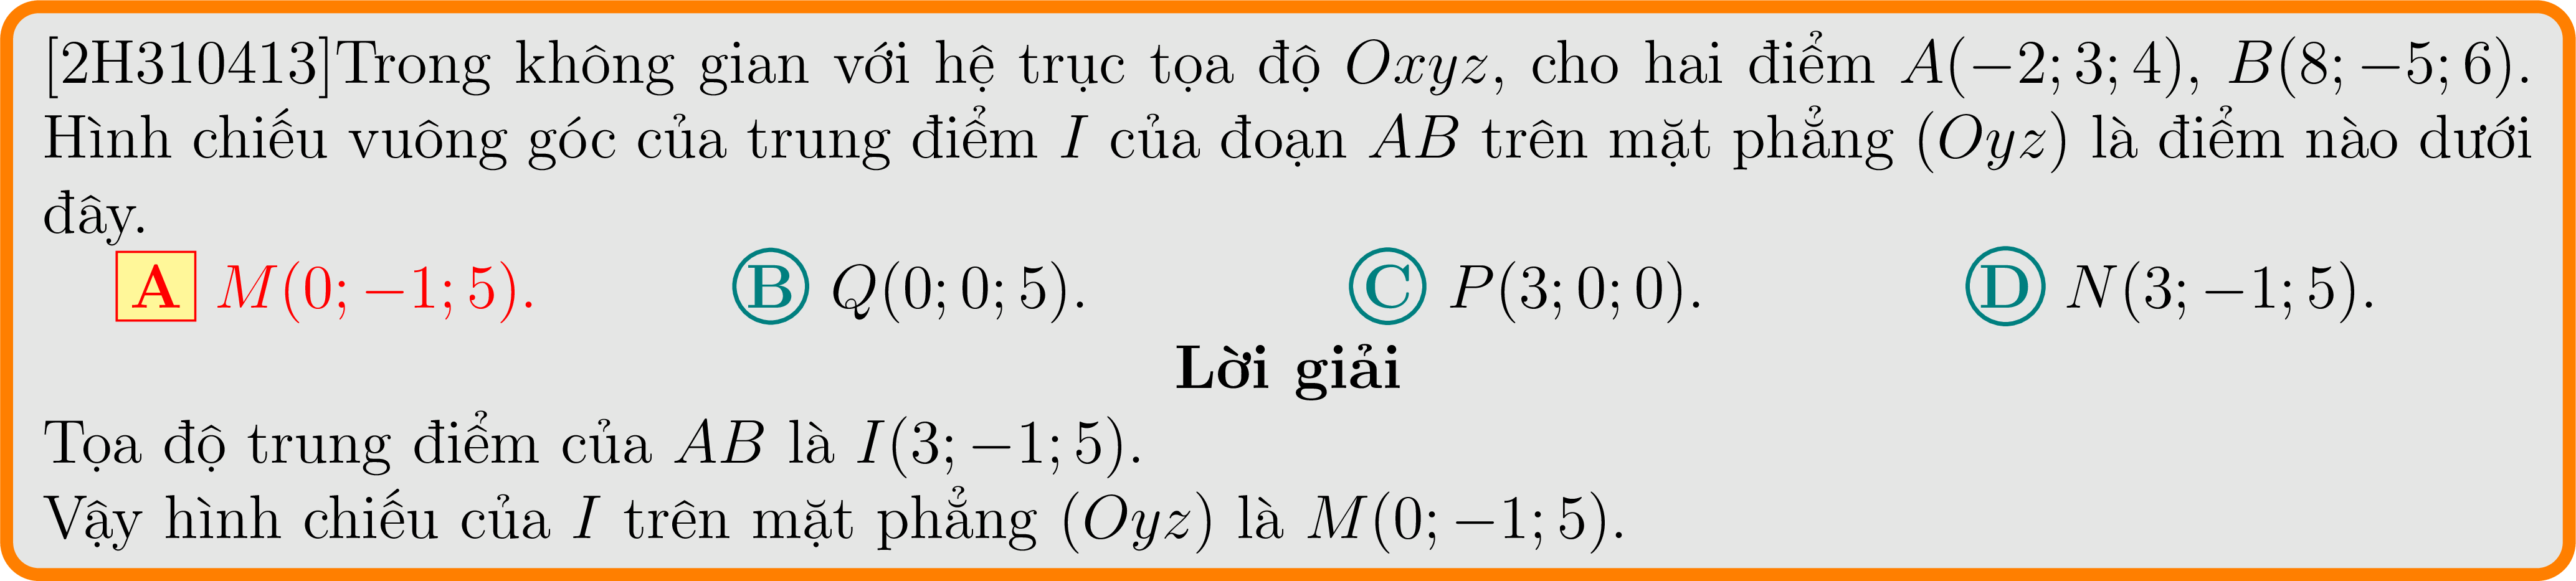 [2H310413]Trong không gian với hệ trục tọa độ Oxyz, cho hai điểm A(−2; 3; 4), B(8; −5; 6).
Hình chiếu vuông góc của trung điểm I của đoạn AB trên mặt phẳng (Oyz) là điểm nào dưới
đây.
A M(0; −1; 5). B Q(0; 0; 5). C P(3; 0; 0). D N(3; −1; 5).
Lời giải
Tọa độ trung điểm của AB là I(3; −1; 5).
Vậy hình chiếu của I trên mặt phẳng (Oyz) là M(0; −1; 5).